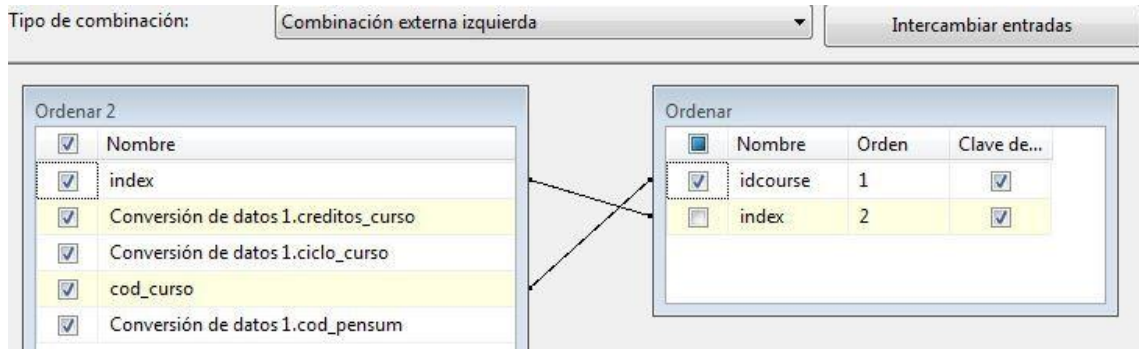 Tipo de combinación: Combinación externa izquierda Intercambiar entradas
Ordenar 2
Nombre
index
Conversión de datos 1.creditos_curso
Conversión de datos 1.ciclo_curso
cod_curso
Conversión de datos 1.cod_pensum
Ordenar
Nombre Orden Clave de...
idcourse 1
index 2